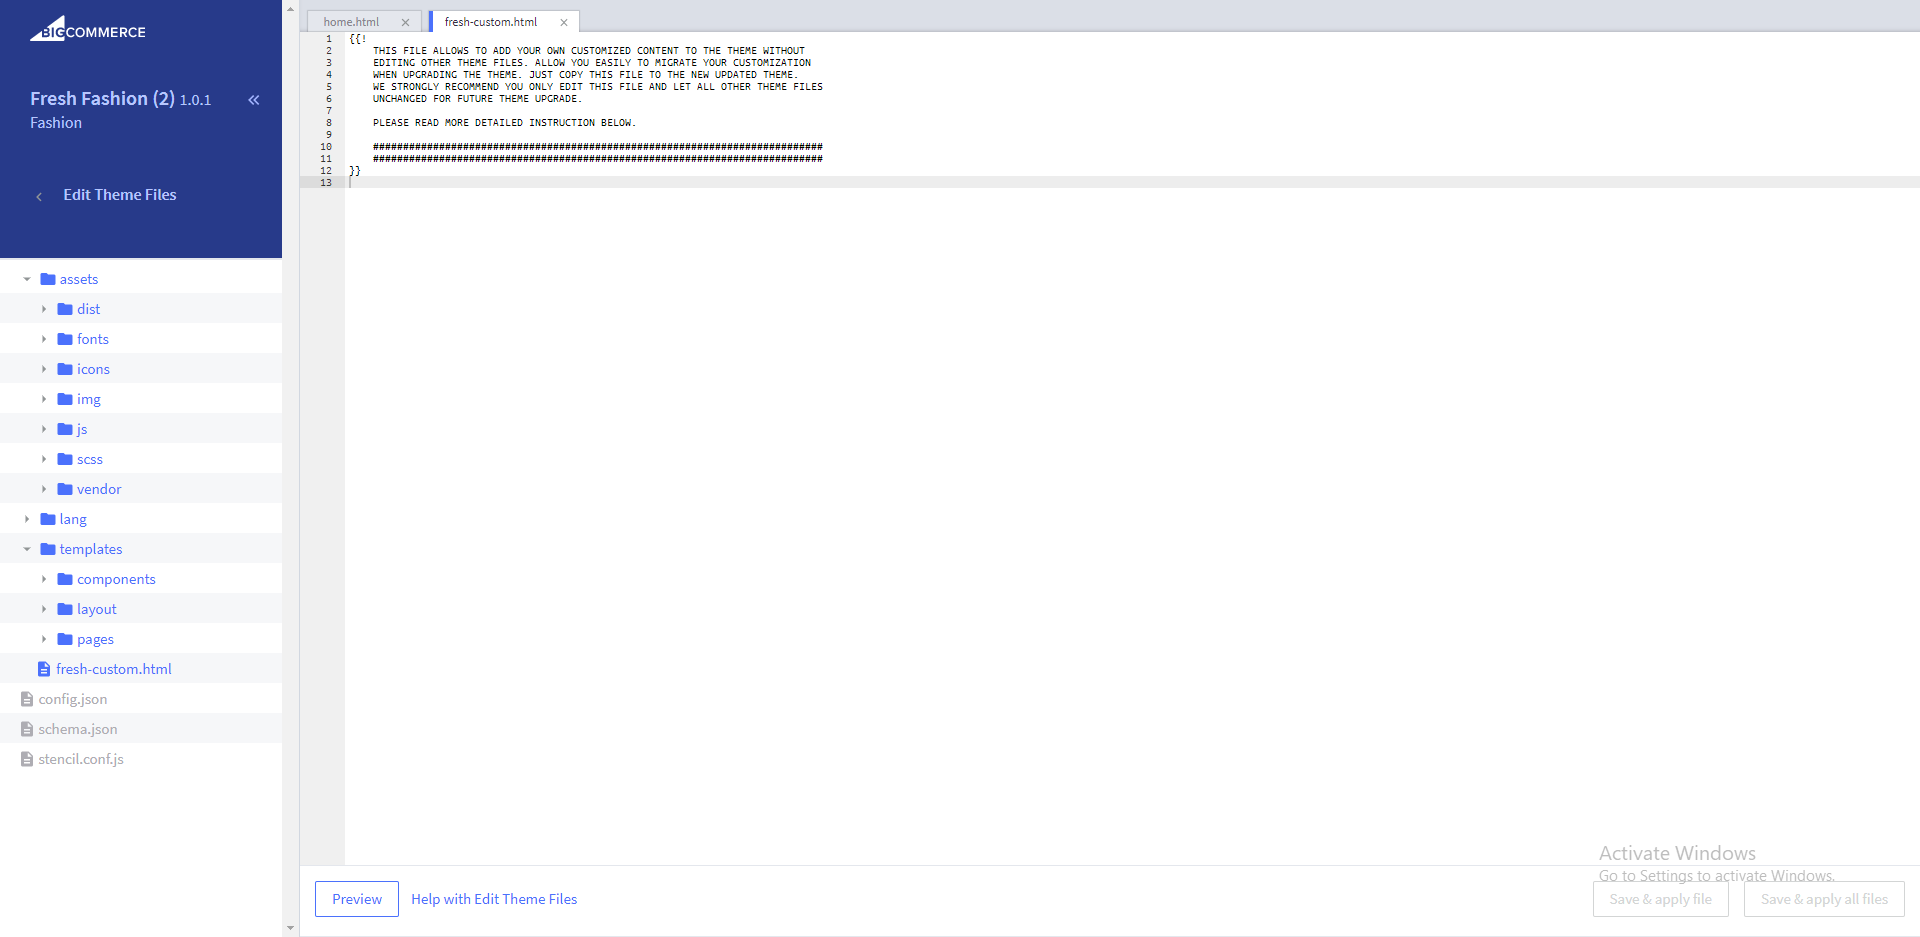 BIGCOMMERCE
Fresh Fashion (2) 1.0.1
Fashion
Edit Theme Files
assets
dist
fonts
icons
img
js
scss
vendor
lang
templates
components
layout
pages
fresh-custom.html
config.json
schema.json
stencil.conf.js
home.html
fresh-custom.html
1 {{!
2 THIS FILE ALLOWS TO ADD YOUR OWN CUSTOMIZED CONTENT TO THE THEME WITHOUT
3 EDITING OTHER THEME FILES. ALLOW YOU EASILY TO MIGRATE YOUR CUSTOMIZATION
4 WHEN UPGRADING THE THEME. JUST COPY THIS FILE TO THE NEW UPDATED THEME.
5 WE STRONGLY RECOMMEND YOU ONLY EDIT THIS FILE AND LET ALL OTHER THEME FILES
6 UNCHANGED FOR FUTURE THEME UPGRADE.
7
8 PLEASE READ MORE DETAILED INSTRUCTION BELOW.
9
10 ###########################################################################
11 ###########################################################################
12 }}
13
Activate Windows
Go to Settings to activate Windows.
Preview
Help with Edit Theme Files
Save & apply file
Save & apply all files